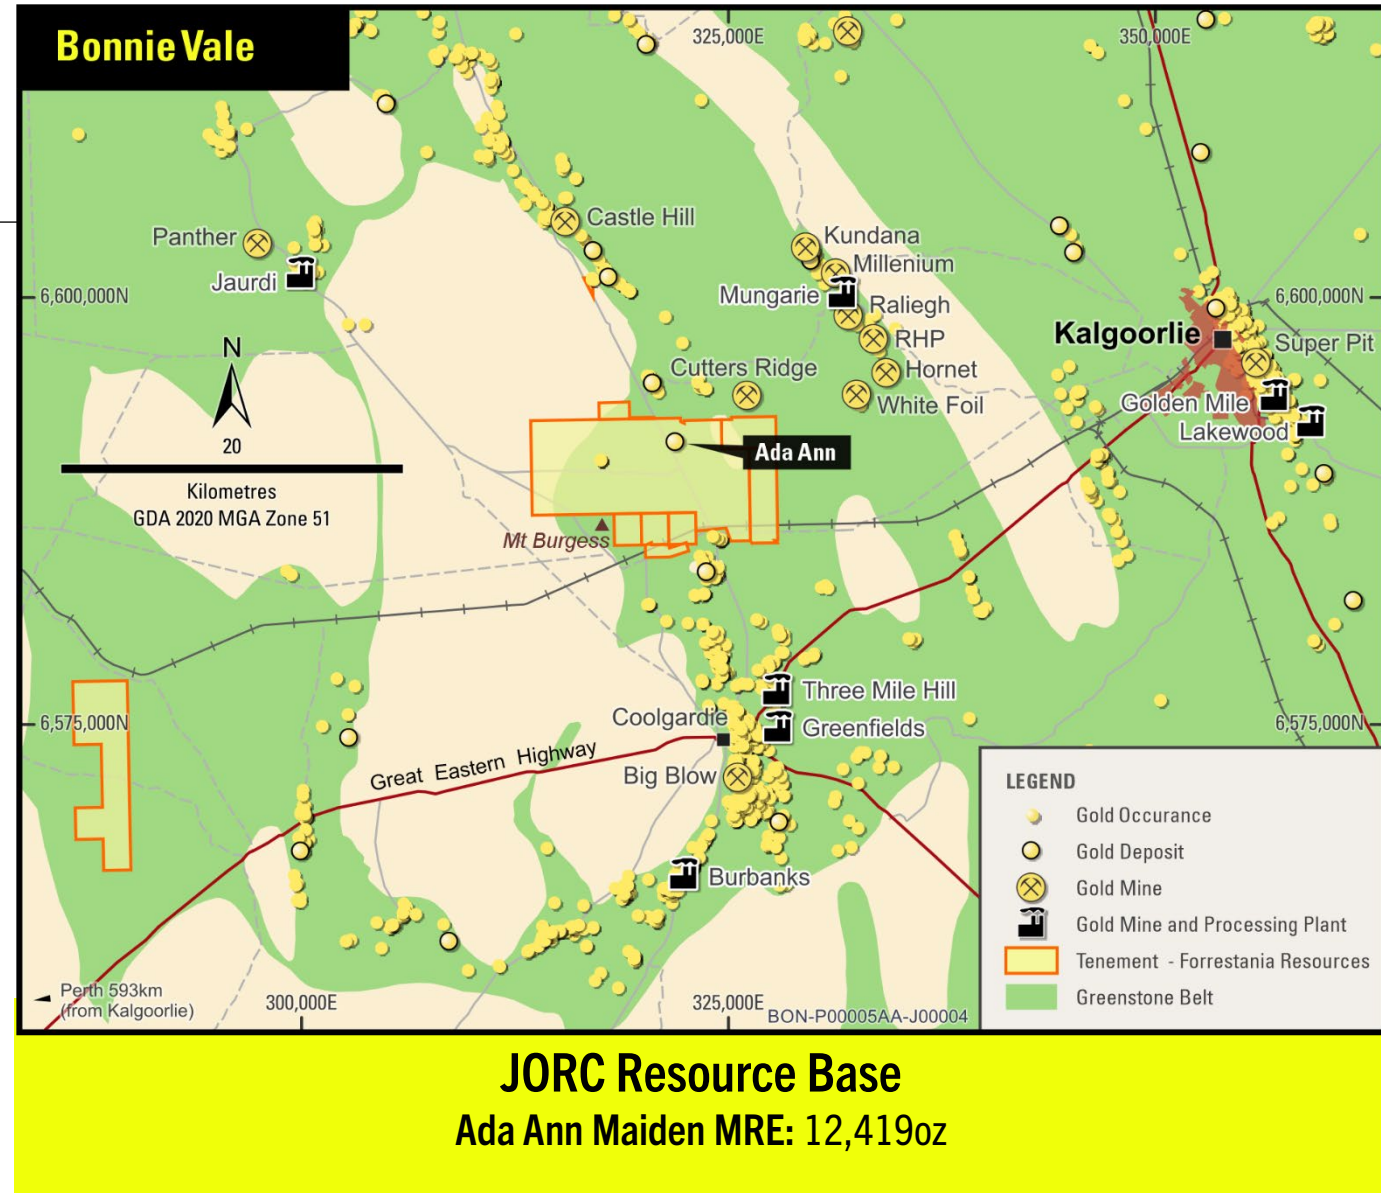 Bonnie Vale
325,000E
350,000E
Castle Hill
Panther
Kundana
Millenium
Jaurdi
Mungarie
6,600,000N
6,600,000N
Raliegh
Kalgoorlie
RHP
Super Pit
N
Cutters Ridge
Hornet
White Foil
Golden Mile
Lakewood
20
Ada Ann
Kilometres
GDA 2020 MGA Zone 51
Mt Burgess
Three Mile Hill
6,575,000N
Coolgardie
6,575,000N
Greenfields
Great Eastern Highway
Big Blow
Burbanks
LEGEND
Gold Occurance
Gold Deposit
Gold Mine
Gold Mine and Processing Plant
Tenement - Forrestania Resources
Greenstone Belt
Perth 593km
(from Kalgoorlie)
300,000E
325,000E
BON-P00005AA-J00004
JORC Resource Base
Ada Ann Maiden MRE: 12,419oz